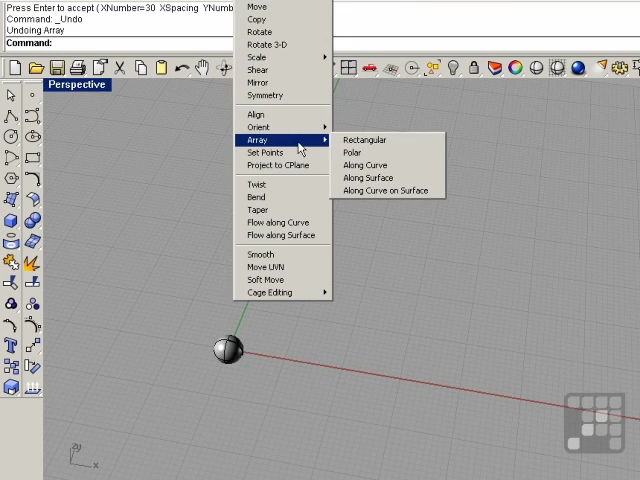 Press Enter to accept ( XNumber=30 XSpacing YNumb
Command: _Undo
Undoing Array
Command:
Perspective
Move
Copy
Rotate
Rotate 3-D
Scale
Shear
Mirror
Symmetry
Align
Orient
Array
Set Points
Project to CPlane
Twist
Bend
Taper
Flow along Curve
Flow along Surface
Smooth
Move UVN
Soft Move
Cage Editing
Rectangular
Polar
Along Curve
Along Surface
Along Curve on Surface
zy
x